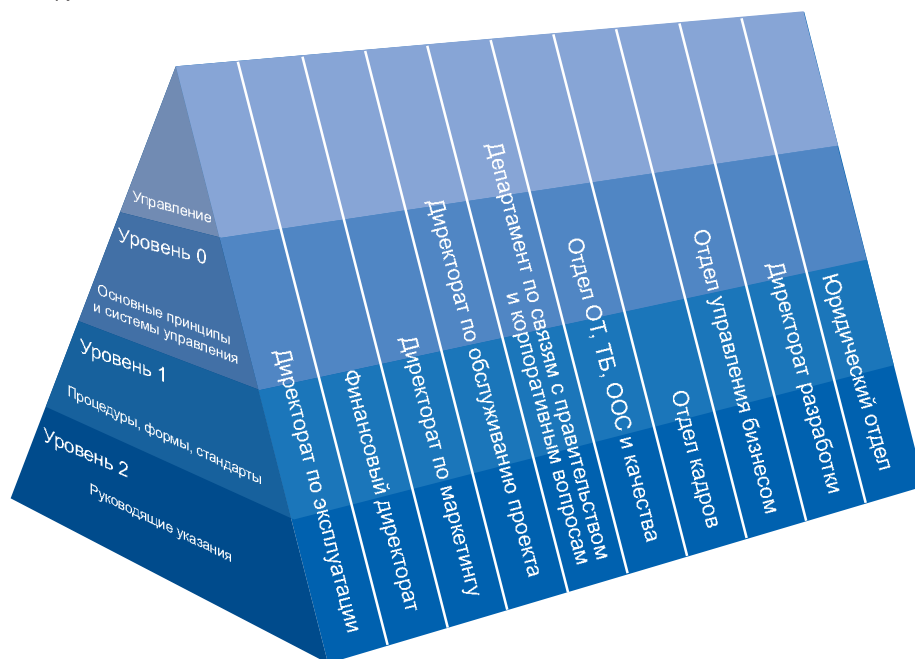 Управление
Уровень 0
Основные принципы
и системы управления
Уровень 1
Процедуры, формы, стандарты
Уровень 2
Руководящие указания
Директорат по эксплуатации
Финансовый директорат
Директорат по маркетингу
Директорат по обслуживанию проекта
Департамент по связям с правительством
и корпоративным вопросам
Отдел ОТ, ТБ, ООС и качества
Отдел кадров
Отдел управления бизнесом
Директорат разработки
Юридический отдел